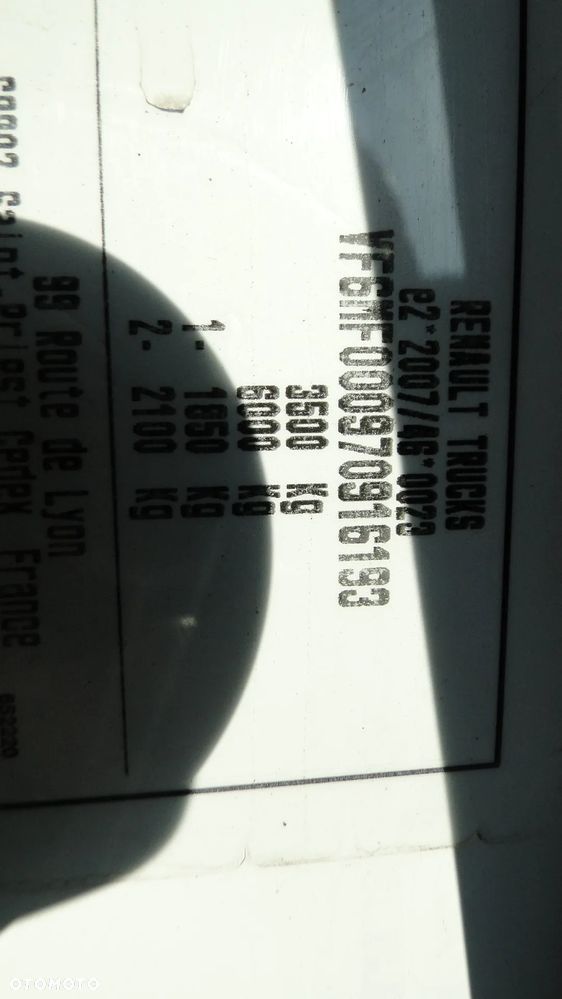 RENAULT TRUCKS
e2*2007/46*0023
VF6MF000970916193
3500 Kg
6000 Kg
1- 1850 Kg
2- 2100 Kg
99 Route de Lyon
Saint-Priest Cedex - France
OTOMOTO